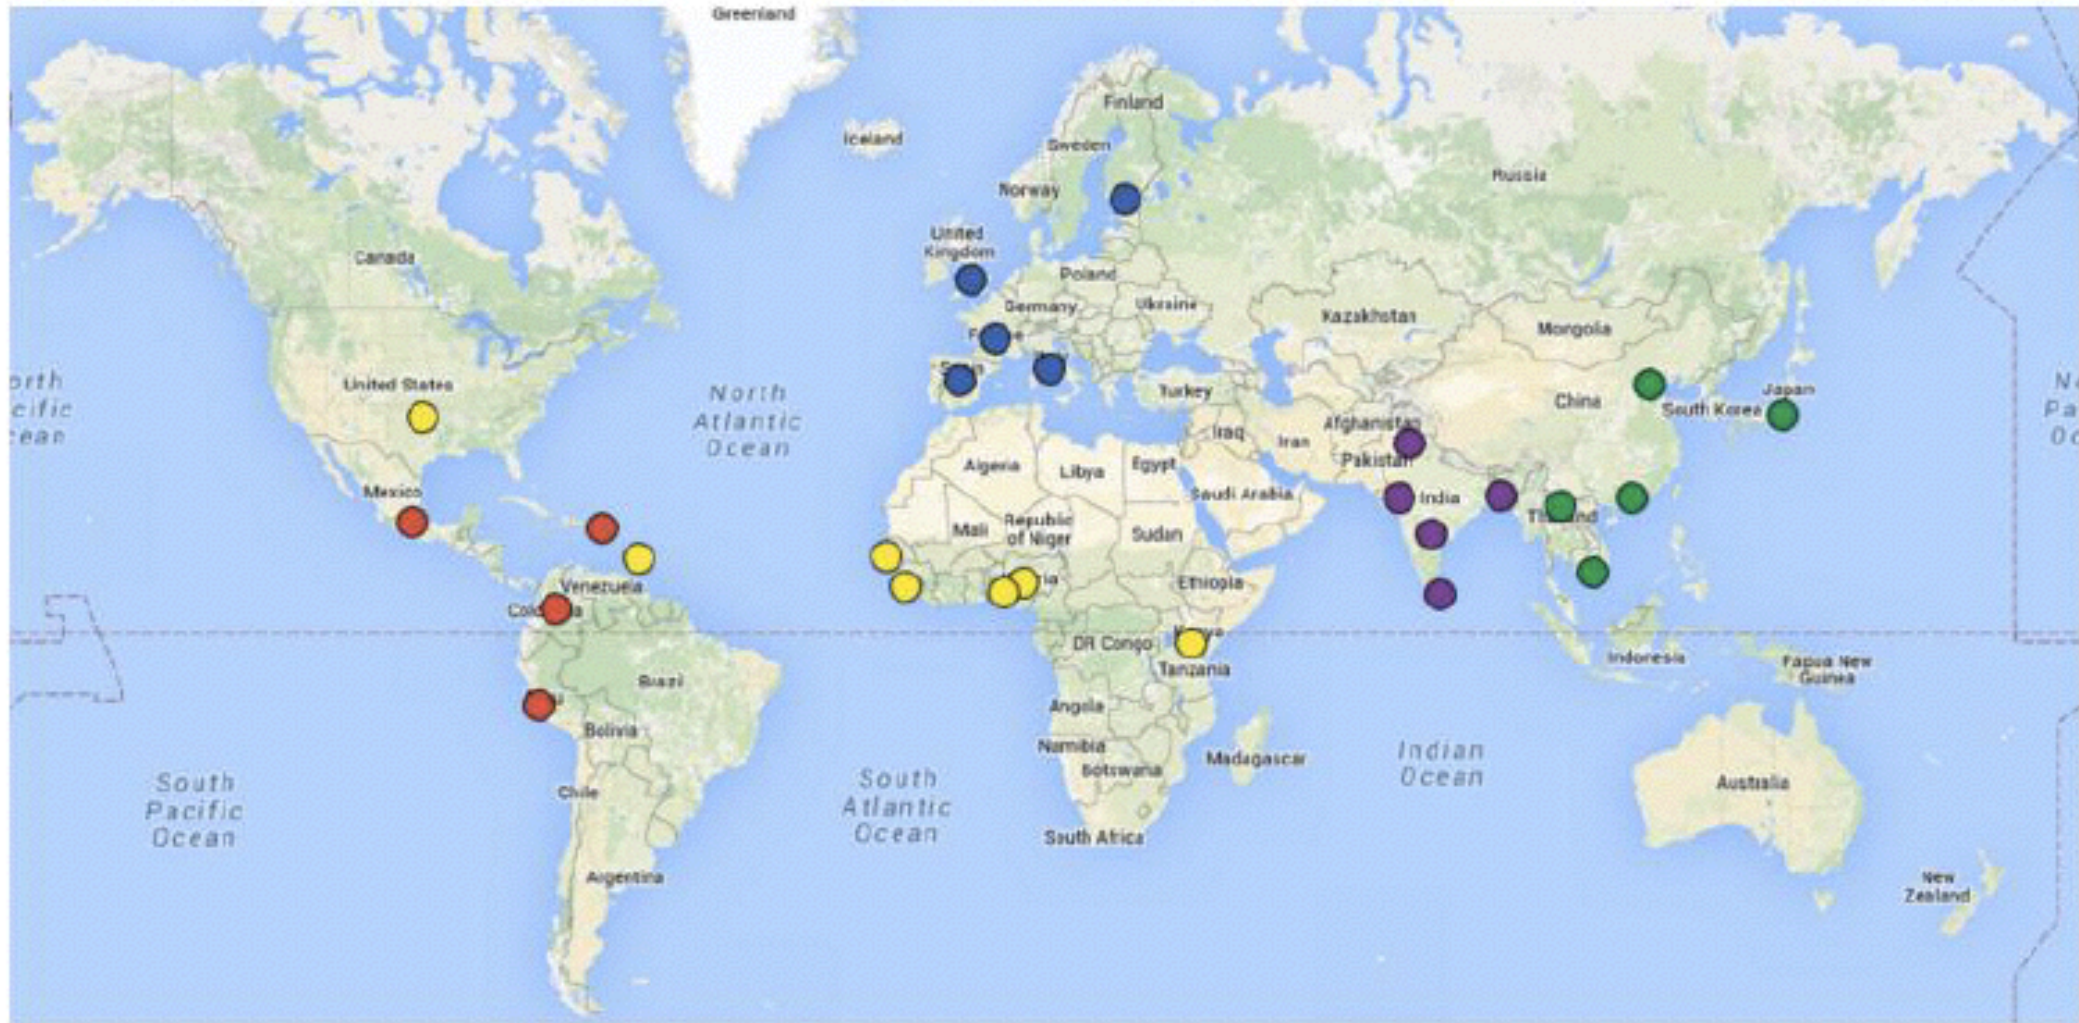 Greenland
Iceland
Finland
Sweden
Norway
Russia
United
Kingdom
Canada
Poland
Germany
Ukraine
Kazakhstan
Mongolia
United States
North
Atlantic
Ocean
Turkey
China
South Korea
Japan
Afghanistan
Iraq
Iran
Pakistan
Algeria
Libya
Egypt
Saudi Arabia
India
Mexico
Mali
Republic
of Niger
Sudan
Venezuela
Ethiopia
DR Congo
Tanzania
Indonesia
Papua New
Guinea
Brazil
Angola
Bolivia
Namibia
Botswana
Madagascar
Indian
Ocean
South
Pacific
Ocean
Chile
South
Atlantic
Ocean
Australia
South Africa
Argentina
New
Zealand